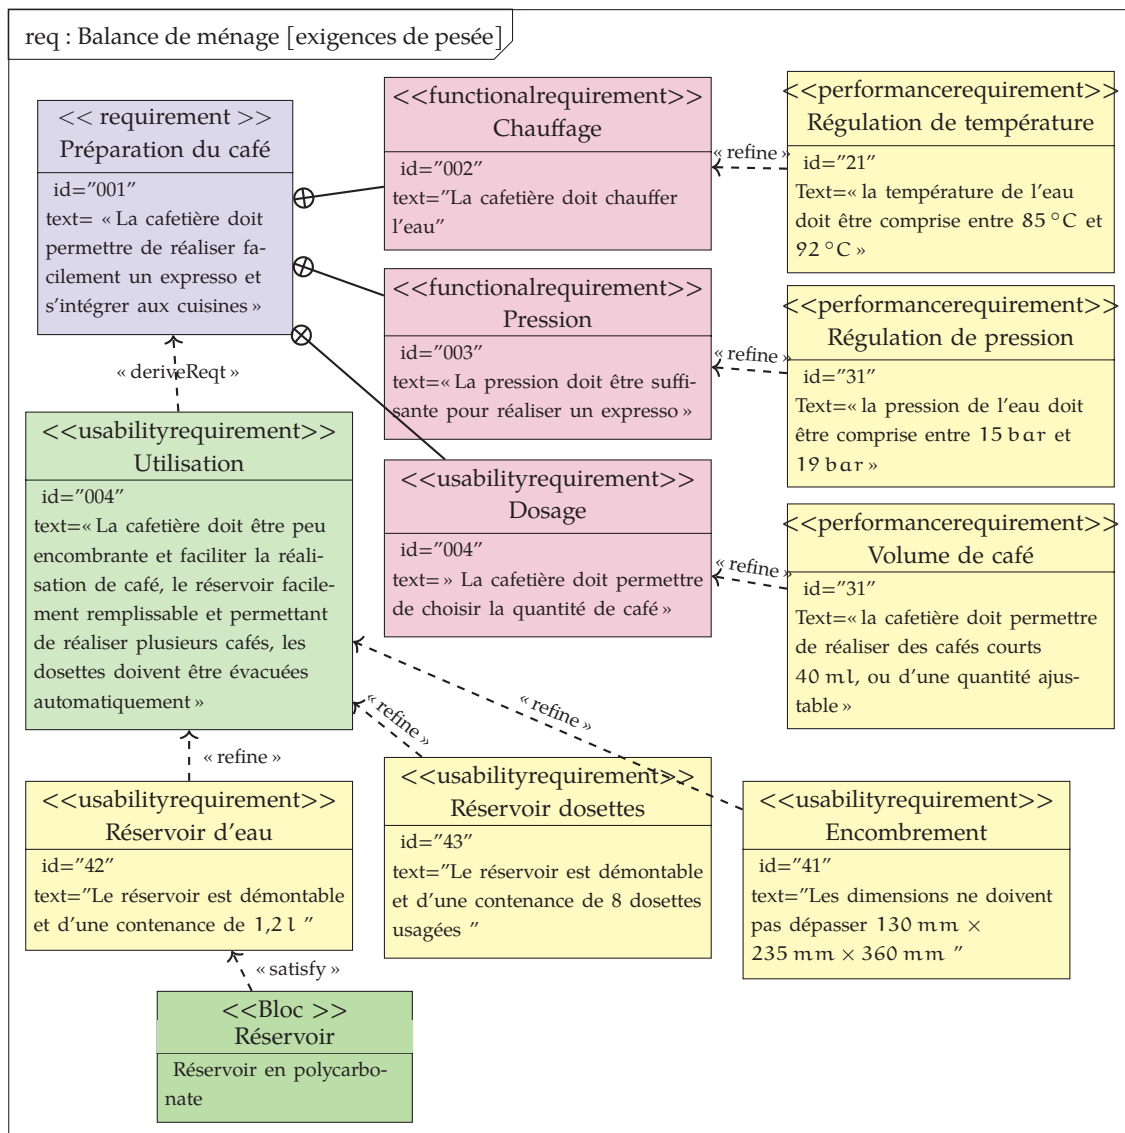 req : Balance de ménage [exigences de pesée]
<< requirement >>
Préparation du café
id="001"
text= « La cafetière doit
permettre de réaliser fa-
cilement un expresso et
s'intégrer aux cuisines »
<<functionalrequirement>>
Chauffage
id="002"
text="La cafetière doit chauffer
l'eau"
« refine »
<<performancerequirement>>
Régulation de température
id="21"
Text=« la température de l'eau
doit être comprise entre 85 °C et
92 °C »
<<functionalrequirement>>
Pression
id="003"
text=« La pression doit être suffi-
sante pour réaliser un expresso »
« refine »
<<performancerequirement>>
Régulation de pression
id="31"
Text=« la pression de l'eau doit
être comprise entre 15 bar et
19 bar »
« deriveReqt »
<<usabilityrequirement>>
Utilisation
id="004"
text=« La cafetière doit être peu
encombrante et faciliter la réali-
sation de café, le réservoir facile-
ment remplissable et permettant
de réaliser plusieurs cafés, les
dosettes doivent être évacuées
automatiquement »
<<usabilityrequirement>>
Dosage
id="004"
text=» La cafetière doit permettre
de choisir la quantité de café »
« refine »
<<performancerequirement>>
Volume de café
id="31"
Text=« la cafetière doit permettre
de réaliser des cafés courts
40 ml, ou d'une quantité ajus-
table »
« refine »
« refine »
« refine »
<<usabilityrequirement>>
Réservoir d'eau
id="42"
text="Le réservoir est démontable
et d'une contenance de 1,2 l "
<<usabilityrequirement>>
Réservoir dosettes
id="43"
text="Le réservoir est démontable
et d'une contenance de 8 dosettes
usagées "
<<usabilityrequirement>>
Encombrement
id="41"
text="Les dimensions ne doivent
pas dépasser 130 mm ×
235 mm × 360 mm "
« satisfy »
<<Bloc >>
Réservoir
Réservoir en polycarbo-
nate